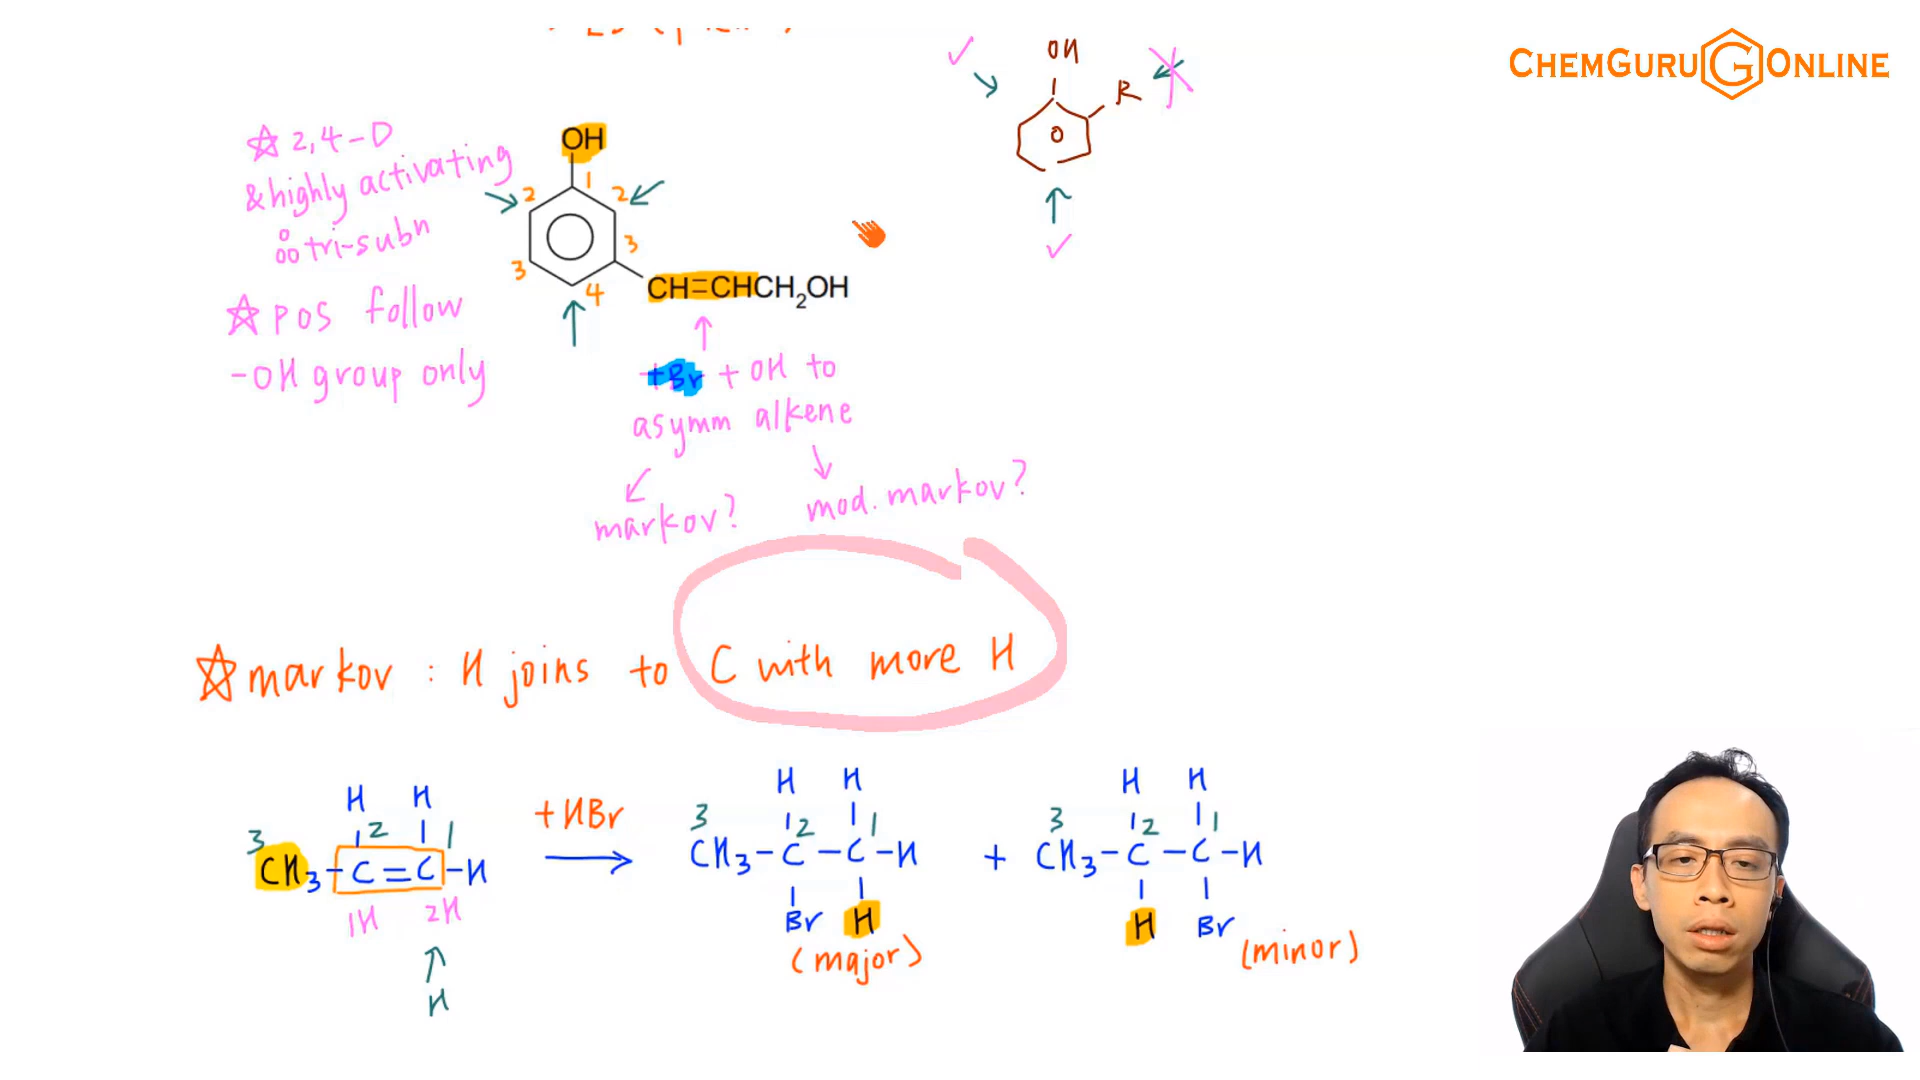 CHEMGURU G ONLINE
OH
R
☆ 2,4-D
& highly activating
∴ tri-subn
☆ pos follow
-OH group only
OH
1
2
2
3
3
4
CH=CHCH₂OH
+Br + OH to
asymm alkene
markov?
mod. markov?
☆ markov : H joins to C with more H
H H
3 2 1
CH₃-C=C-H
1H 2H
H
+HBr
H H
3 2 1
CH₃-C-C-H
Br H
(major)
+
H H
3 2 1
CH₃-C-C-H
H Br
(minor)